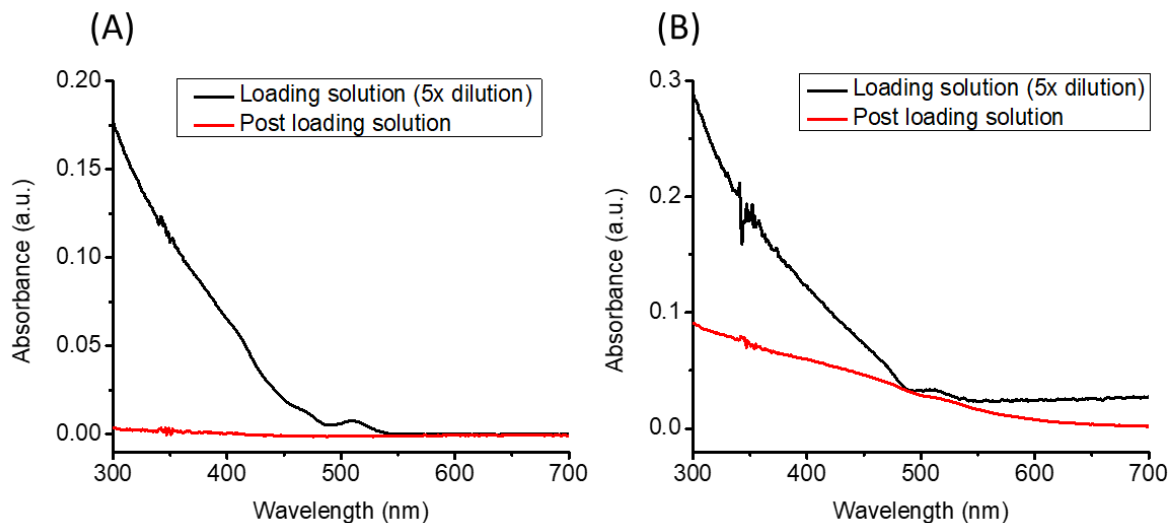 (A)
0.20
0.15
0.10
0.05
0.00
Absorbance (a.u.)
Loading solution (5x dilution)
Post loading solution
300
400
500
600
700
Wavelength (nm)
(B)
0.3
0.2
0.1
0.0
Absorbance (a.u.)
Loading solution (5x dilution)
Post loading solution
300
400
500
600
700
Wavelength (nm)